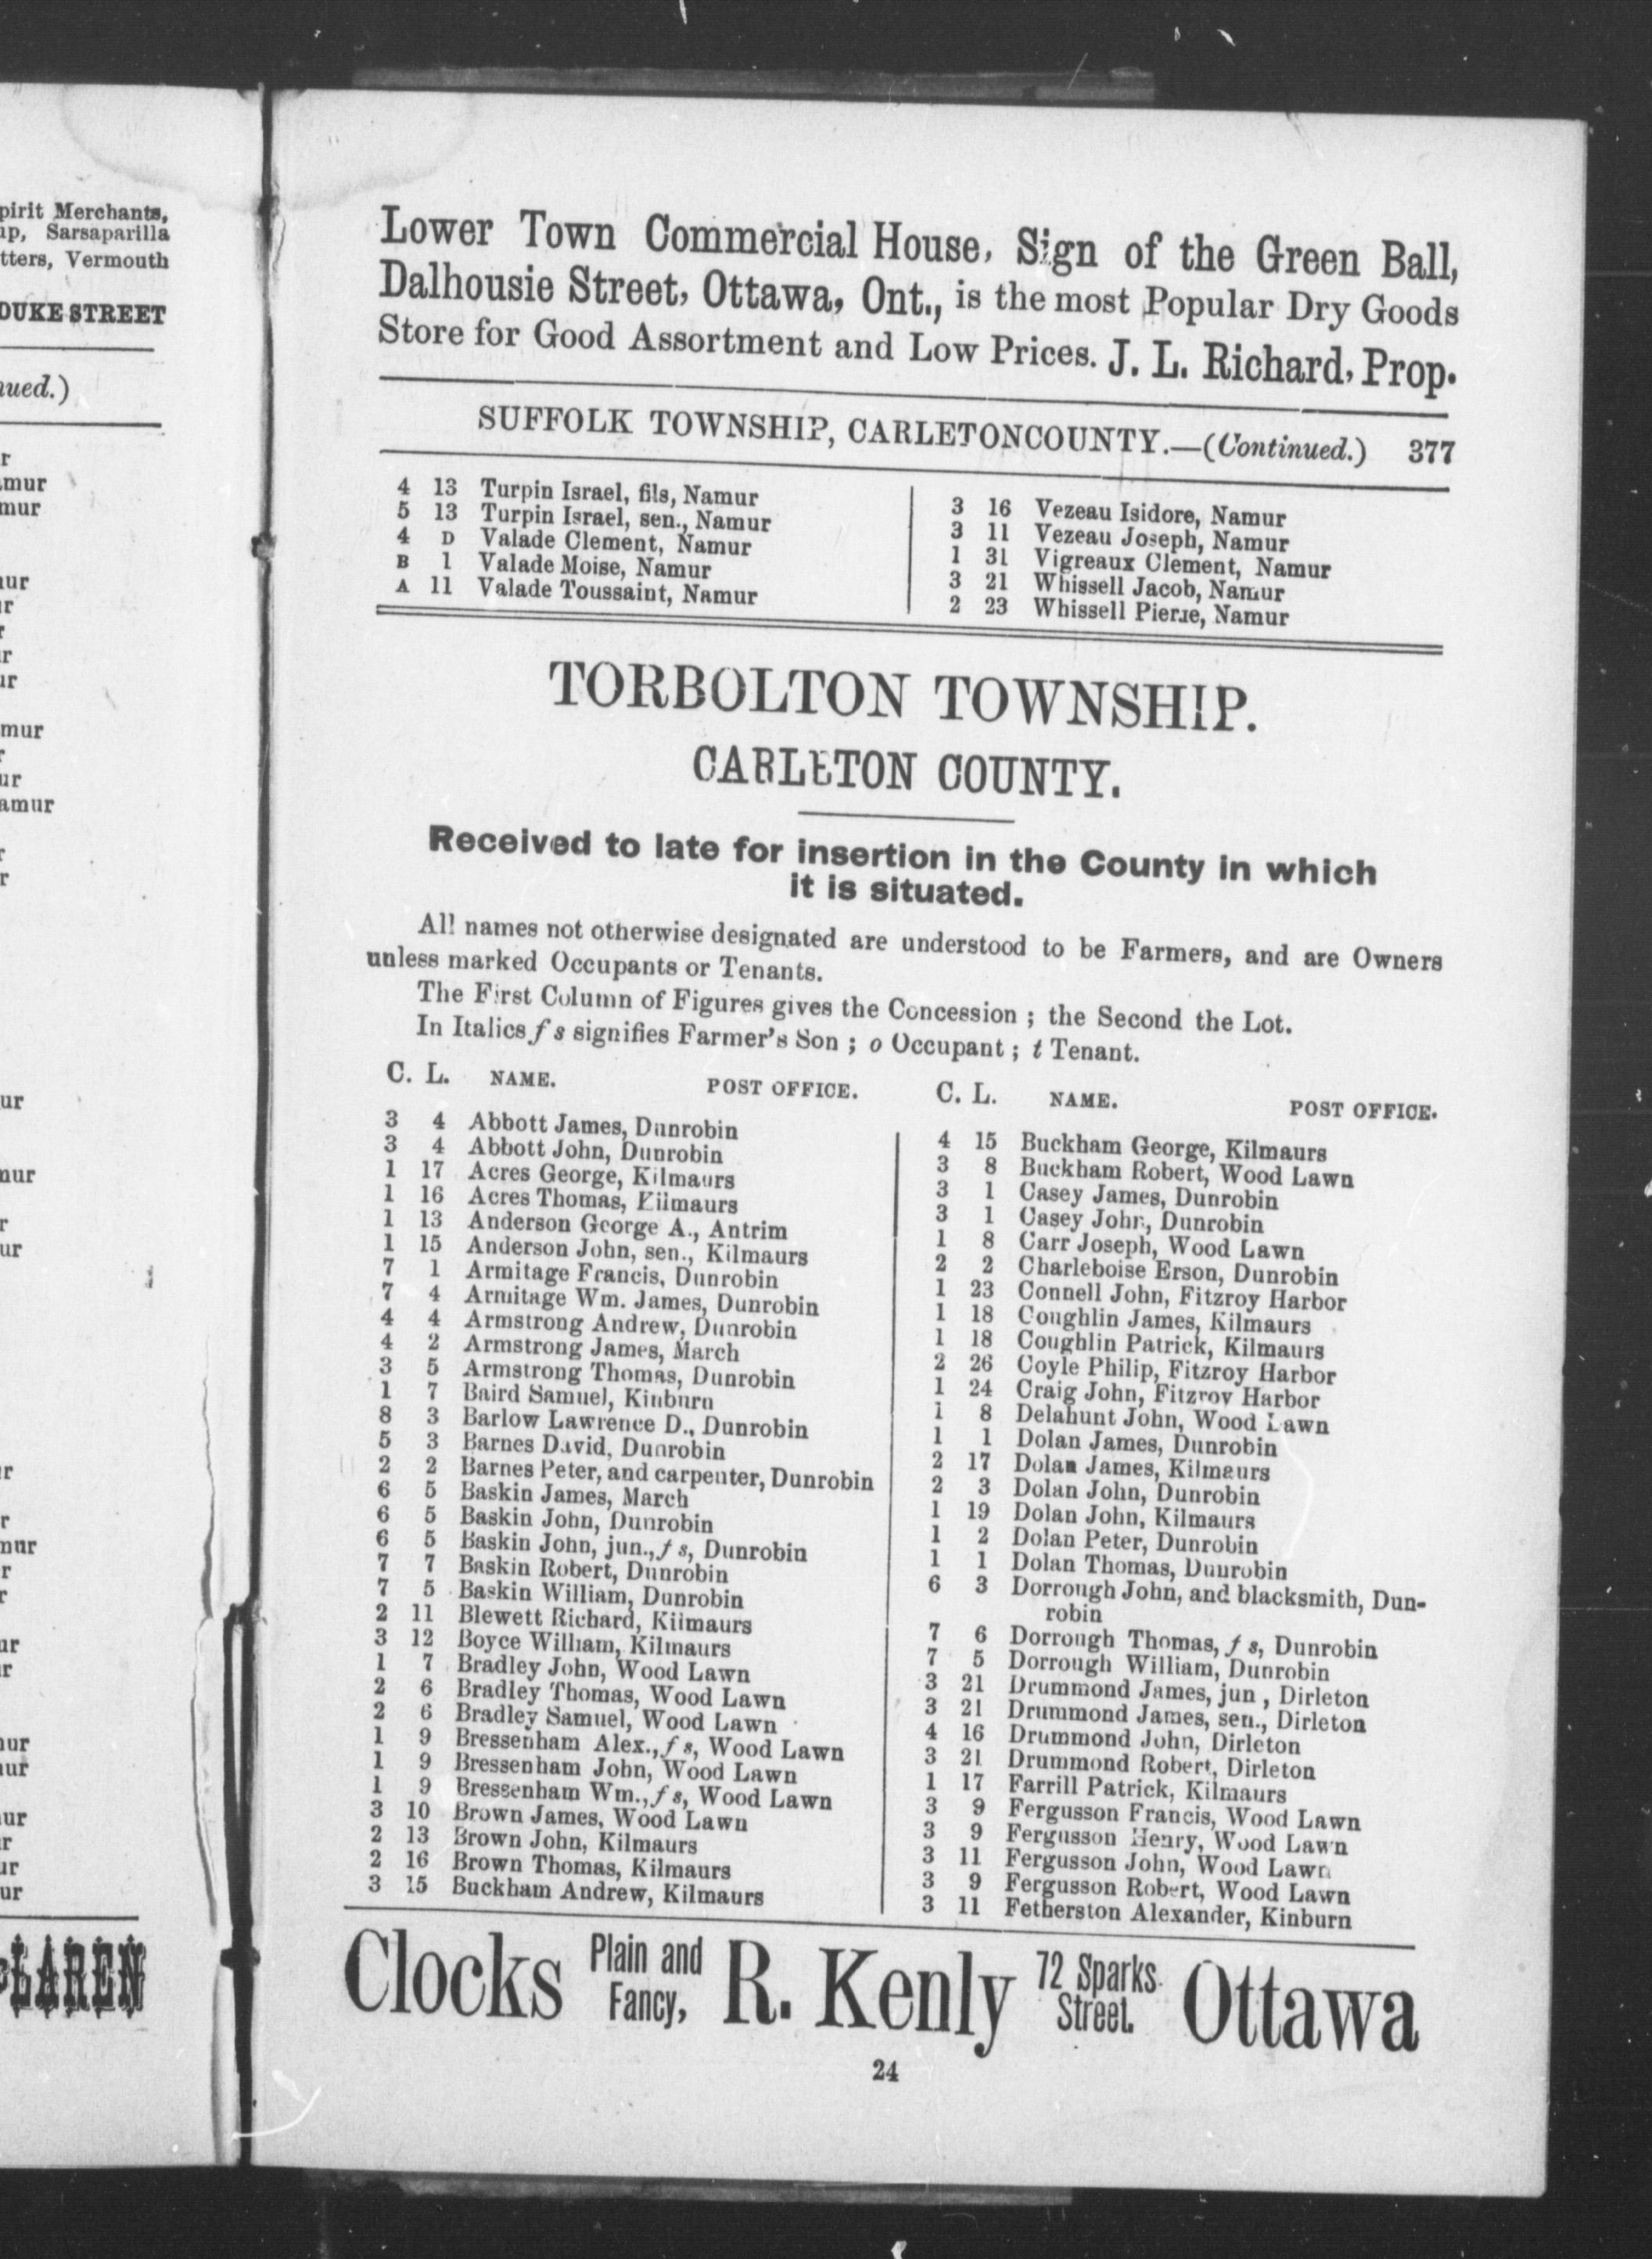 pirit Merchants,
up, Sarsaparilla
tters, Vermouth
DUKE STREET
nued.)
LAREN
Lower Town Commercial House, Sign of the Green Ball,
Dalhousie Street, Ottawa, Ont., is the most Popular Dry Goods
Store for Good Assortment and Low Prices. J. L. Richard, Prop.
SUFFOLK TOWNSHIP, CARLETONCOUNTY.—(Continued.) 377
4 13 Turpin Israel, fils, Namur
5 13 Turpin Israel, sen., Namur
4 D Valade Clement, Namur
B 1 Valade Moise, Namur
A 11 Valade Toussaint, Namur
3 16 Vezeau Isidore, Namur
3 11 Vezeau Joseph, Namur
1 31 Vigreaux Clement, Namur
3 21 Whissell Jacob, Namur
2 23 Whissell Pierre, Namur
TORBOLTON TOWNSHIP.
CARLETON COUNTY.
Received to late for insertion in the County in which
it is situated.
All names not otherwise designated are understood to be Farmers, and are Owners
unless marked Occupants or Tenants.
The First Column of Figures gives the Concession ; the Second the Lot.
In Italics f s signifies Farmer's Son ; o Occupant ; t Tenant.
C. L. NAME. POST OFFICE.
3 4 Abbott James, Dunrobin
3 4 Abbott John, Dunrobin
1 17 Acres George, Kilmaurs
1 16 Acres Thomas, Kilmaurs
1 13 Anderson George A., Antrim
1 15 Anderson John, sen., Kilmaurs
7 1 Armitage Francis, Dunrobin
7 4 Armitage Wm. James, Dunrobin
4 4 Armstrong Andrew, Dunrobin
4 2 Armstrong James, March
3 5 Armstrong Thomas, Dunrobin
1 7 Baird Samuel, Kinburn
8 3 Barlow Lawrence D., Dunrobin
5 3 Barnes David, Dunrobin
2 2 Barnes Peter, and carpenter, Dunrobin
6 5 Baskin James, March
6 5 Baskin John, Dunrobin
6 5 Baskin John, jun., f s, Dunrobin
7 7 Baskin Robert, Dunrobin
7 5 Baskin William, Dunrobin
2 11 Blewett Richard, Kilmaurs
3 12 Boyce William, Kilmaurs
1 7 Bradley John, Wood Lawn
2 6 Bradley Thomas, Wood Lawn
2 6 Bradley Samuel, Wood Lawn
1 9 Bressenham Alex., f s, Wood Lawn
1 9 Bressenham John, Wood Lawn
1 9 Bressenham Wm., f s, Wood Lawn
3 10 Brown James, Wood Lawn
2 13 Brown John, Kilmaurs
2 16 Brown Thomas, Kilmaurs
3 15 Buckham Andrew, Kilmaurs
C. L. NAME. POST OFFICE.
4 15 Buckham George, Kilmaurs
3 8 Buckham Robert, Wood Lawn
3 1 Casey James, Dunrobin
3 1 Casey John, Dunrobin
1 8 Carr Joseph, Wood Lawn
2 2 Charleboise Erson, Dunrobin
1 23 Connell John, Fitzroy Harbor
1 18 Coughlin James, Kilmaurs
1 18 Coughlin Patrick, Kilmaurs
2 26 Coyle Philip, Fitzroy Harbor
1 24 Craig John, Fitzroy Harbor
1 8 Delahunt John, Wood Lawn
1 1 Dolan James, Dunrobin
2 17 Dolan James, Kilmaurs
2 3 Dolan John, Dunrobin
1 19 Dolan John, Kilmaurs
1 2 Dolan Peter, Dunrobin
1 1 Dolan Thomas, Dunrobin
6 3 Dorrough John, and blacksmith, Dun-
robin
7 6 Dorrough Thomas, f s, Dunrobin
7 5 Dorrough William, Dunrobin
3 21 Drummond James, jun , Dirleton
3 21 Drummond James, sen., Dirleton
4 16 Drummond John, Dirleton
3 21 Drummond Robert, Dirleton
1 17 Farrill Patrick, Kilmaurs
3 9 Fergusson Francis, Wood Lawn
3 9 Fergusson Henry, Wood Lawn
3 11 Fergusson John, Wood Lawn
3 9 Fergusson Robert, Wood Lawn
3 11 Fetherston Alexander, Kinburn
Clocks Plain and Fancy, R. Kenly 72 Sparks Street. Ottawa
24